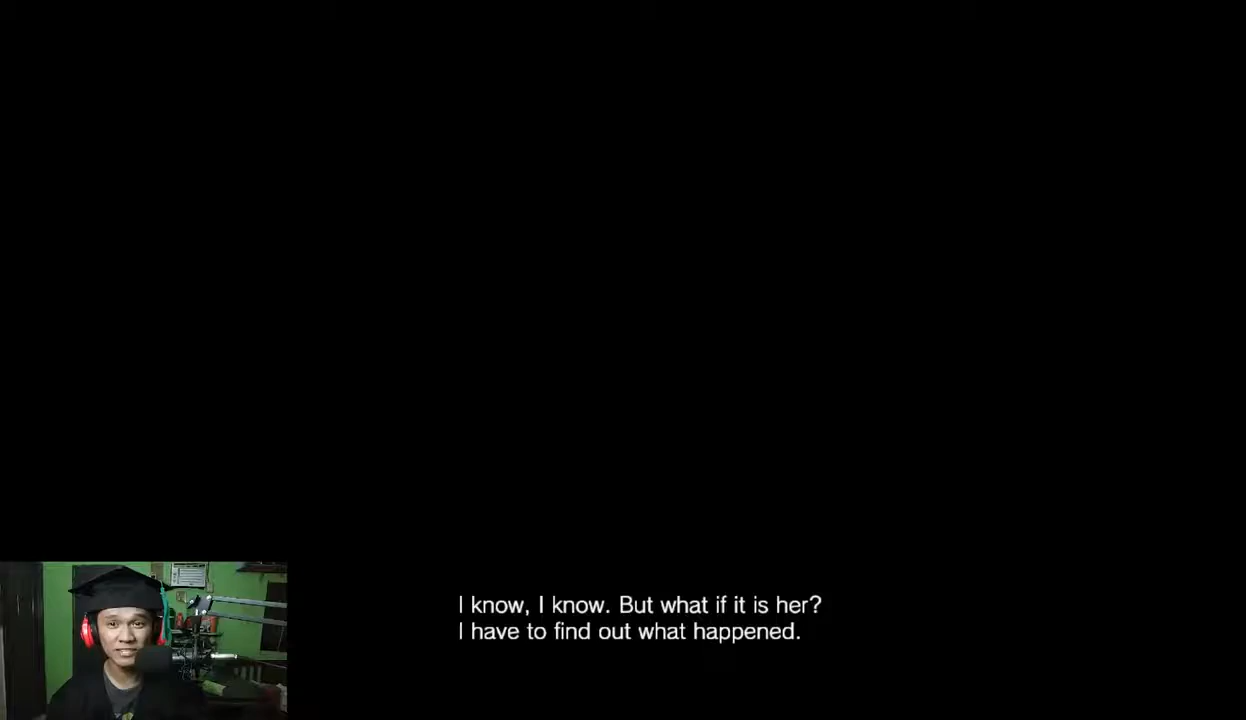 I know, I know. But what if it is her?
I have to find out what happened.